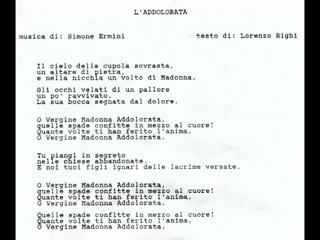 L'ADDOLORATA
musica di: Simone Ermini testo di: Lorenzo Righi
Il cielo della cupola sovrasta,
un altare di pietra,
e nella nicchia un volto di Madonna.
Gli occhi velati di un pallore
un po' ravvivato.
La sua bocca segnata dal dolore.
O Vergine Madonna Addolorata,
quelle spade confitte in mezzo al cuore!
Quante volte ti han ferito l'anima,
O Vergine Madonna Addolorata.
Tu piangi in segreto
nelle chiese abbandonate.
E noi tuoi figli ignari delle lacrime versate.
O Vergine Madonna Addolorata,
quelle spade confitte in mezzo al cuore!
Quante volte ti han ferito l'anima,
O Vergine Madonna Addolorata.
Quelle spade confitte in mezzo al cuore!
Quante volte ti han ferito l'anima,
O Vergine Madonna Addolorata.